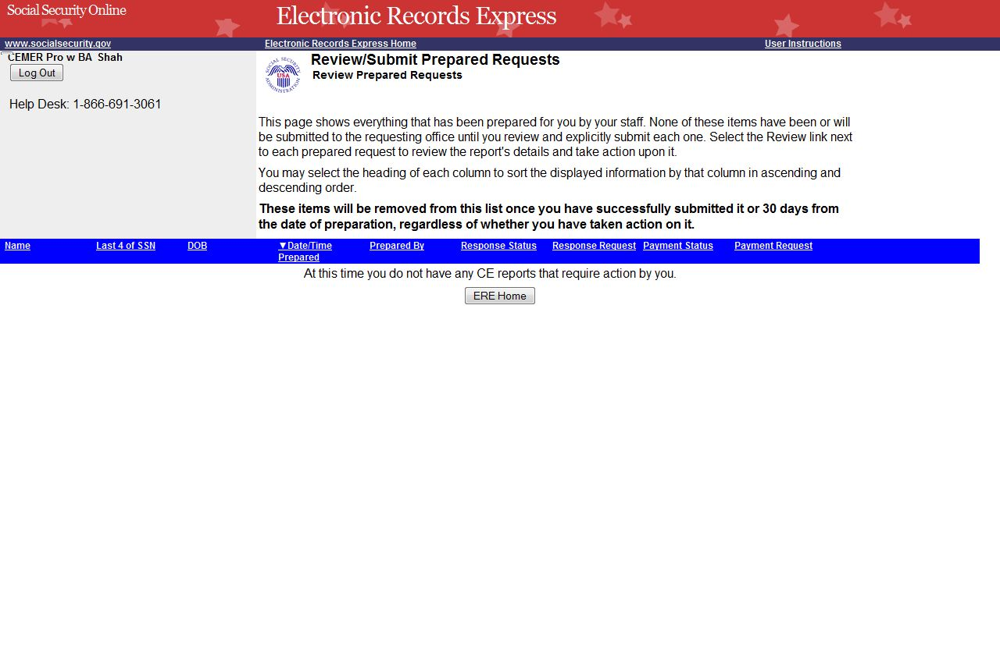 Social Security Online
Electronic Records Express
www.socialsecurity.gov
Electronic Records Express Home
User Instructions
CEMER Pro w BA Shah
Log Out
Help Desk: 1-866-691-3061
SOCIAL SECURITY ADMINISTRATION
USA
Review/Submit Prepared Requests
Review Prepared Requests
This page shows everything that has been prepared for you by your staff. None of these items have been or will
be submitted to the requesting office until you review and explicitly submit each one. Select the Review link next
to each prepared request to review the report's details and take action upon it.
You may select the heading of each column to sort the displayed information by that column in ascending and
descending order.
These items will be removed from this list once you have successfully submitted it or 30 days from
the date of preparation, regardless of whether you have taken action on it.
Name Last 4 of SSN DOB ▼Date/Time Prepared By Response Status Response Request Payment Status Payment Request
Prepared
At this time you do not have any CE reports that require action by you.
ERE Home